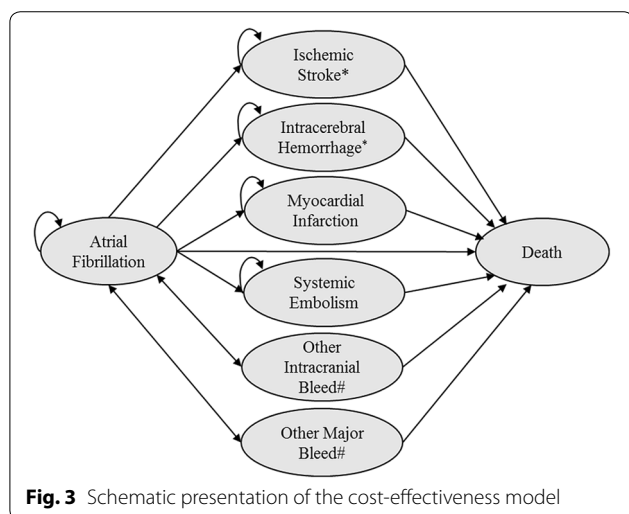 Ischemic
Stroke*
Intracerebral
Hemorrhage*
Myocardial
Infarction
Atrial
Fibrillation
Death
Systemic
Embolism
Other
Intracranial
Bleed#
Other Major
Bleed#
Fig. 3 Schematic presentation of the cost-effectiveness model